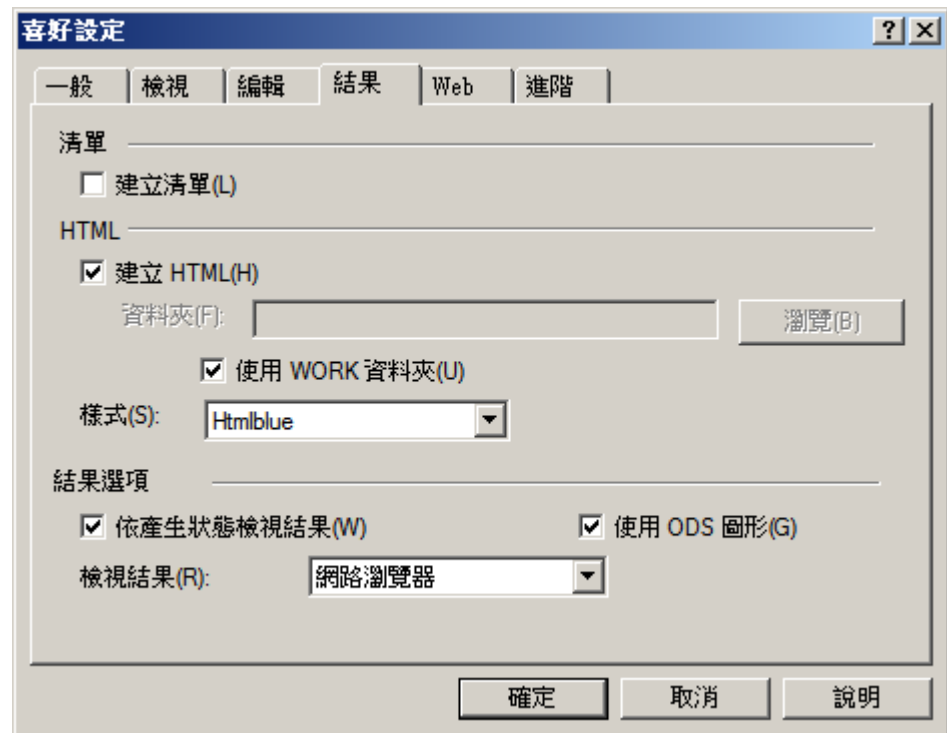 喜好設定
一般 檢視 編輯 結果 Web 進階
清單
建立清單(L)
HTML
建立 HTML(H)
資料夾(F): 瀏覽(B)
使用 WORK 資料夾(U)
樣式(S): Htmlblue
結果選項
依產生狀態檢視結果(W) 使用 ODS 圖形(G)
檢視結果(R): 網路瀏覽器
確定 取消 說明